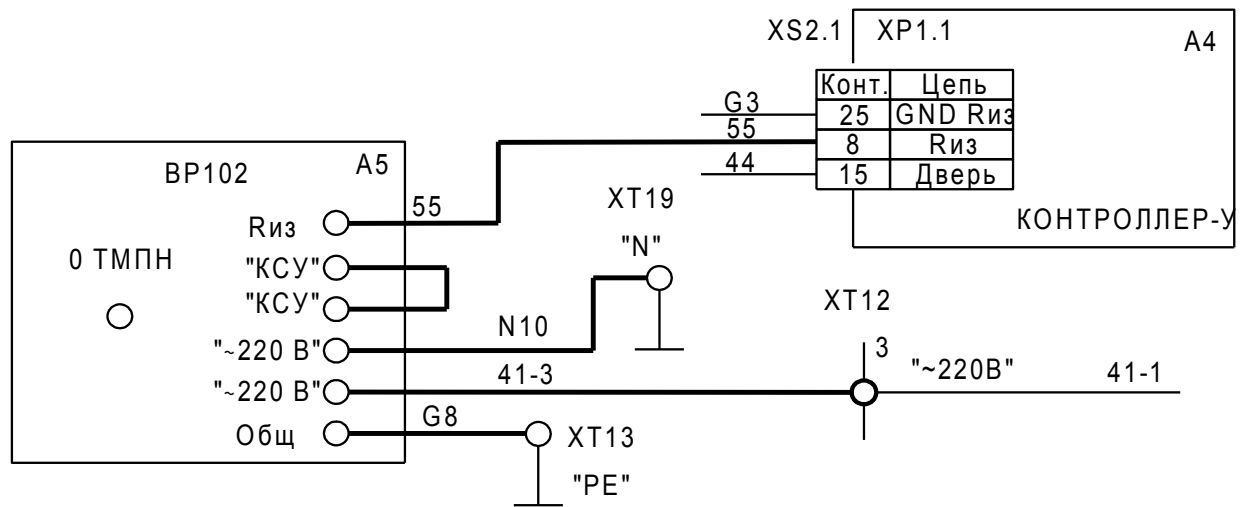 XS2.1 XP1.1 A4
Конт. Цепь
G3 25 GND Rиз
55 8 Rиз
44 15 Дверь
КОНТРОЛЛЕР-У
BP102 A5
0 ТМПН
Rиз 55
"КСУ"
"КСУ"
"~220 В" N10
"~220 В" 41-3
Общ G8
XT19
"N"
XT12
3 "~220В" 41-1
XT13
"PE"